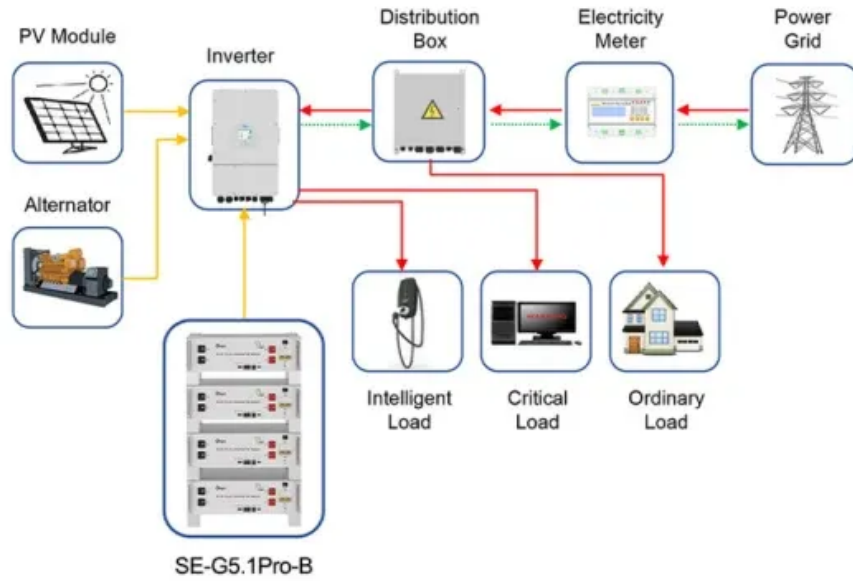 PV Module
Inverter
Distribution
Box
Electricity
Meter
Power
Grid
Alternator
Intelligent
Load
Critical
Load
Ordinary
Load
SE-G5.1Pro-B